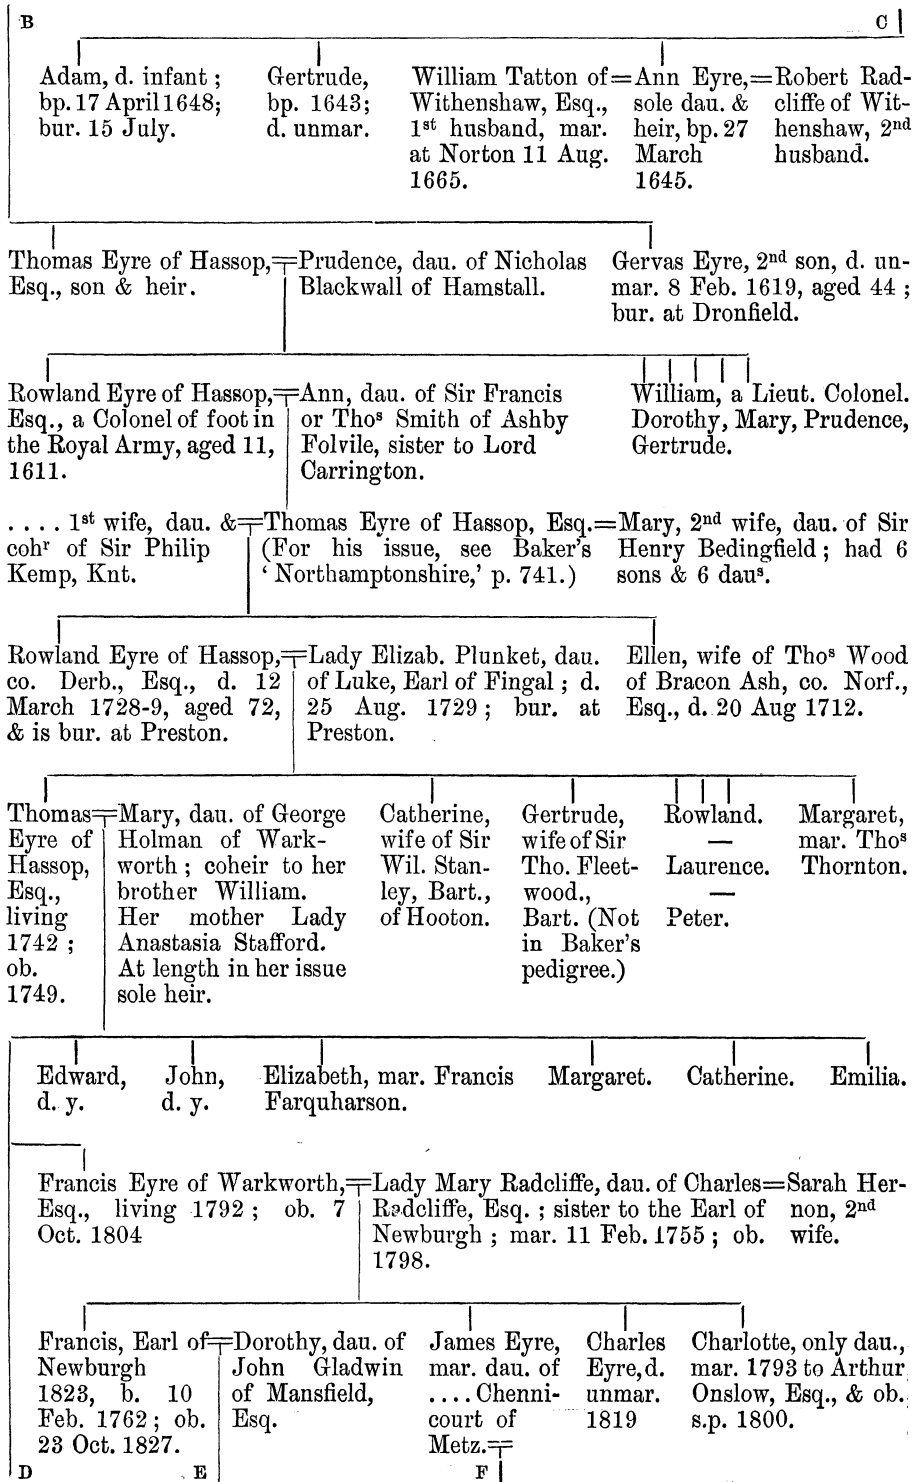 B
C
Adam, d. infant ;
bp. 17 April 1648;
bur. 15 July.
Gertrude,
bp. 1643;
d. unmar.
William Tatton of=
Withenshaw, Esq.,
1st husband, mar.
at Norton 11 Aug.
1665.
Ann Eyre,=
sole dau. &
heir, bp. 27
March
1645.
Robert Rad-
cliffe of Wit-
henshaw, 2nd
husband.
Thomas Eyre of Hassop,=
Esq., son & heir.
Prudence, dau. of Nicholas
Blackwall of Hamstall.
Gervas Eyre, 2nd son, d. un-
mar. 8 Feb. 1619, aged 44 ;
bur. at Dronfield.
Rowland Eyre of Hassop,=
Esq., a Colonel of foot in
the Royal Army, aged 11,
1611.
Ann, dau. of Sir Francis
or Thos Smith of Ashby
Folvile, sister to Lord
Carrington.
William, a Lieut. Colonel.
Dorothy, Mary, Prudence,
Gertrude.
. . . . 1st wife, dau. &=
cohr of Sir Philip
Kemp, Knt.
Thomas Eyre of Hassop, Esq.=
(For his issue, see Baker's
' Northamptonshire,' p. 741.)
Mary, 2nd wife, dau. of Sir
Henry Bedingfield ; had 6
sons & 6 daus.
Rowland Eyre of Hassop,=
co. Derb., Esq., d. 12
March 1728-9, aged 72,
& is bur. at Preston.
Lady Elizab. Plunket, dau.
of Luke, Earl of Fingal ; d.
25 Aug. 1729 ; bur. at
Preston.
Ellen, wife of Thos Wood
of Bracon Ash, co. Norf.,
Esq., d. 20 Aug 1712.
Thomas=
Eyre of
Hassop,
Esq.,
living
1742 ;
ob.
1749.
Mary, dau. of George
Holman of Wark-
worth ; coheir to her
brother William.
Her mother Lady
Anastasia Stafford.
At length in her issue
sole heir.
Catherine,
wife of Sir
Wil. Stan-
ley, Bart.,
of Hooton.
Gertrude,
wife of Sir
Tho. Fleet-
wood.,
Bart. (Not
in Baker's
pedigree.)
Rowland.
—
Laurence.
—
Peter.
Margaret,
mar. Thos
Thornton.
Edward,
d. y.
John,
d. y.
Elizabeth, mar. Francis
Farquharson.
Margaret.
Catherine.
Emilia.
Francis Eyre of Warkworth,=
Esq., living 1792 ; ob. 7
Oct. 1804
Lady Mary Radcliffe, dau. of Charles=
Radcliffe, Esq. ; sister to the Earl of
Newburgh ; mar. 11 Feb. 1755 ; ob.
1798.
Sarah Her-
non, 2nd
wife.
Francis, Earl of=
Newburgh
1823, b. 10
Feb. 1762 ; ob.
23 Oct. 1827.
Dorothy, dau. of
John Gladwin
of Mansfield,
Esq.
James Eyre,
mar. dau. of
. . . . Chenni-
court of
Metz.=
Charles
Eyre, d.
unmar.
1819
Charlotte, only dau.,
mar. 1793 to Arthur
Onslow, Esq., & ob.
s.p. 1800.
D
E
F